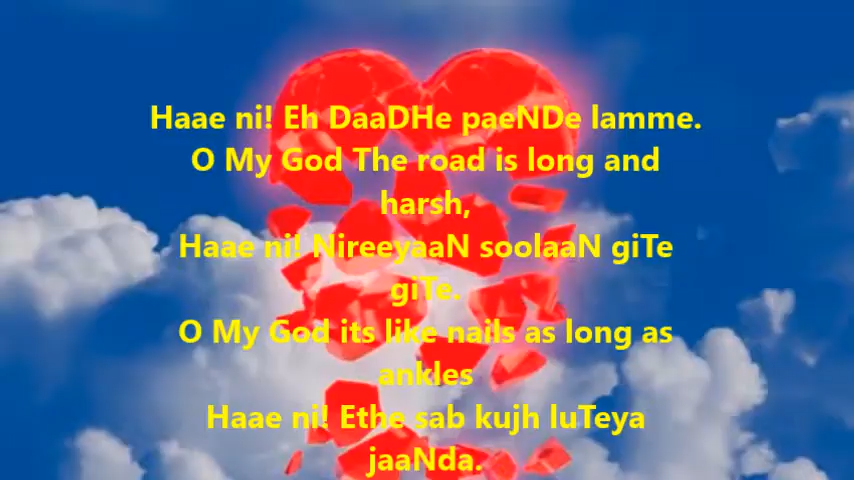 Haae ni! Eh DaaDHe paeNDe lamme.
O My God The road is long and
harsh,
Haae ni! NireeyaaN soolaaN giTe
giTe.
O My God its like nails as long as
ankles
Haae ni! Ethe sab kujh luTeya
jaaNda.